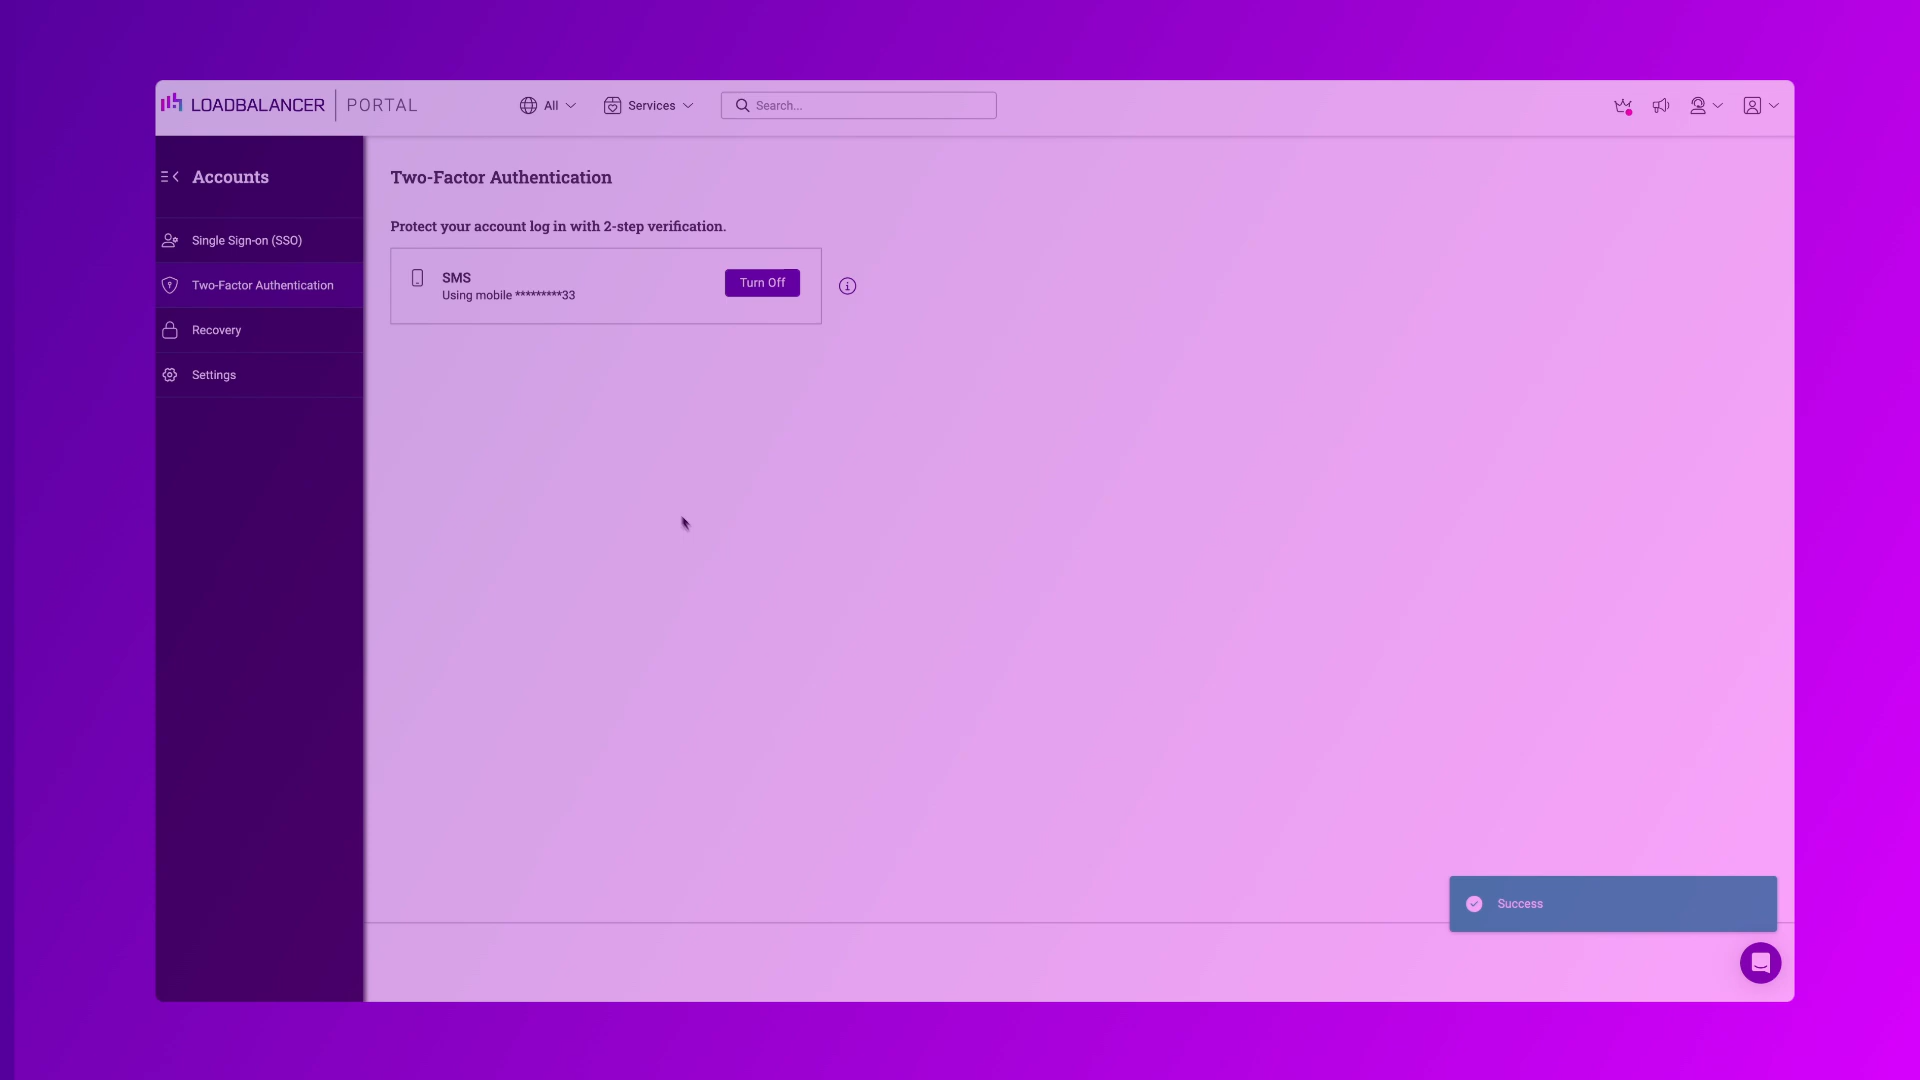 LOADBALANCER PORTAL
All
Services
Search...
Accounts
Single Sign-on (SSO)
Two-Factor Authentication
Recovery
Settings
Two-Factor Authentication
Protect your account log in with 2-step verification.
SMS
Using mobile *********33
Turn Off
Success